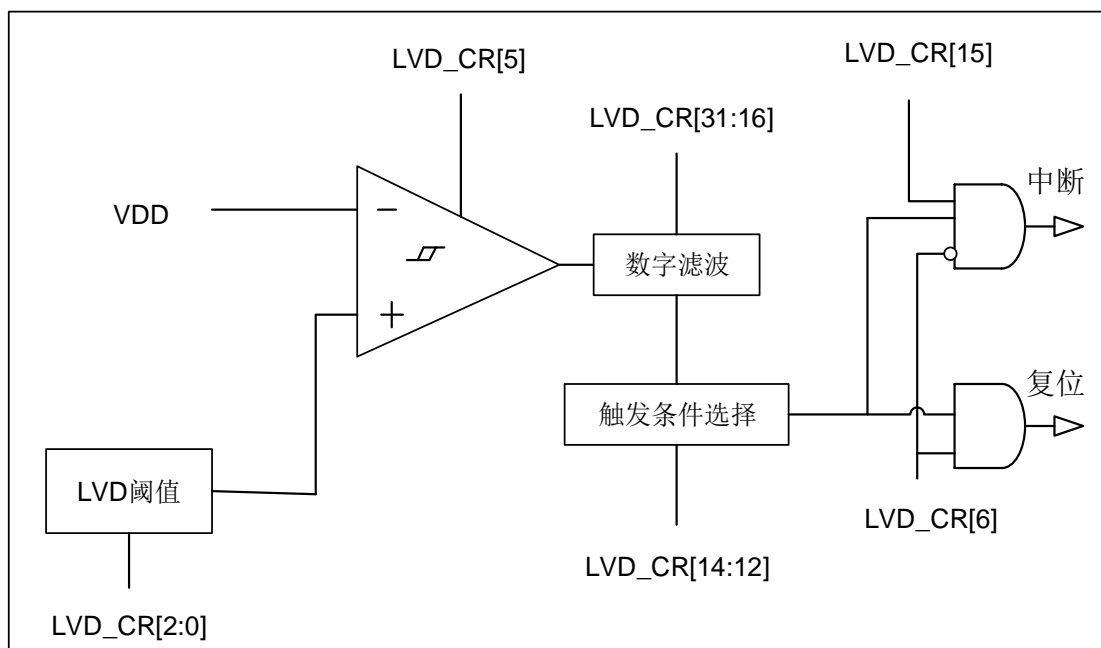 LVD_CR[5]
LVD_CR[15]
LVD_CR[31:16]
中断
VDD
数字滤波
复位
触发条件选择
LVD阈值
LVD_CR[6]
LVD_CR[14:12]
LVD_CR[2:0]